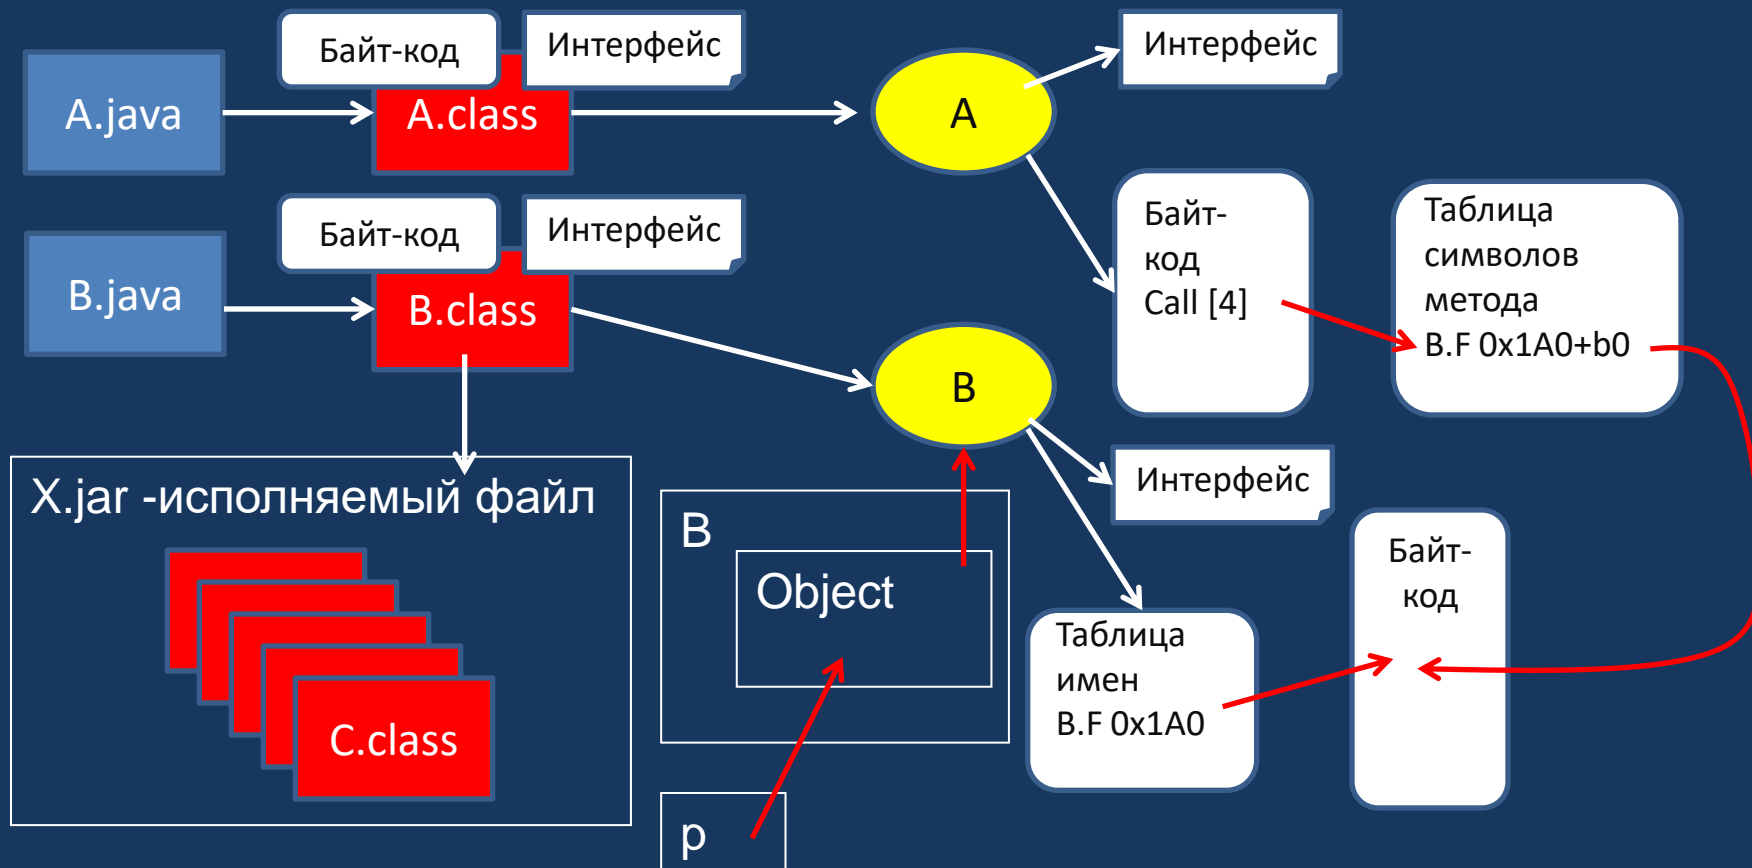 Байт-код
Интерфейс
Интерфейс
A.java
A.class
A
Байт-код
Интерфейс
Байт-
код
Call [4]
Таблица
символов
метода
B.F 0x1A0+b0
B.java
B.class
B
Интерфейс
X.jar -исполняемый файл
C.class
B
Object
p
Таблица
имен
B.F 0x1A0
Байт-
код